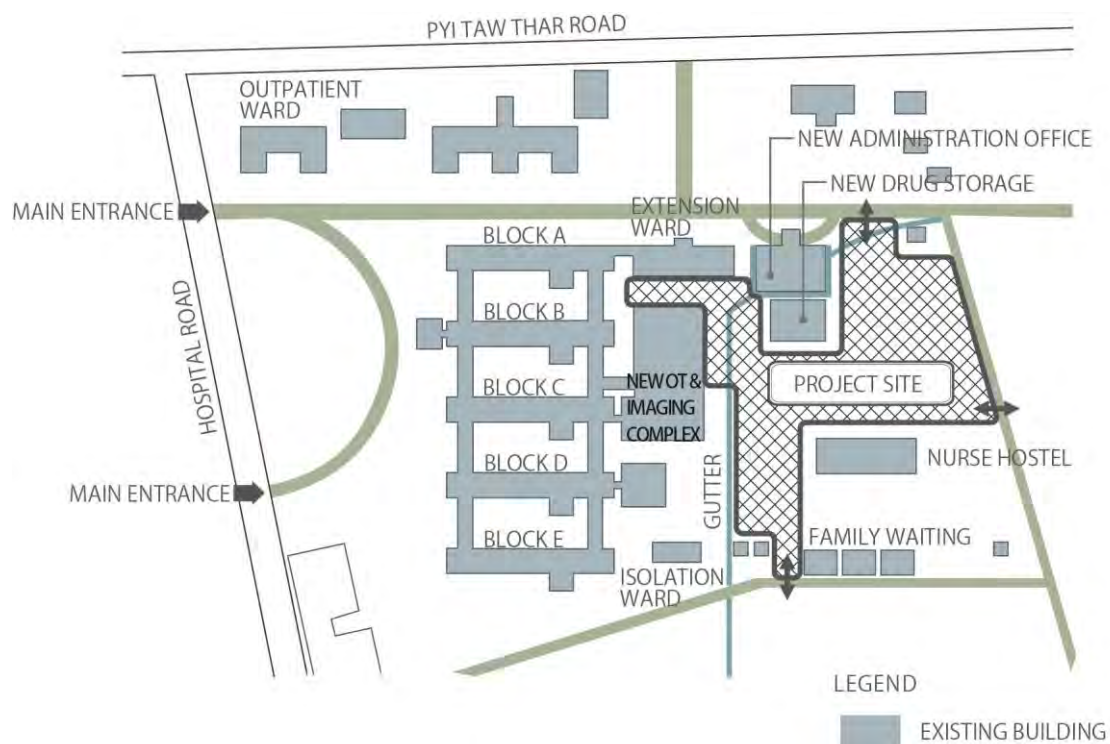 PYI TAW THAR ROAD
OUTPATIENT
WARD
NEW ADMINISTRATION OFFICE
NEW DRUG STORAGE
MAIN ENTRANCE
EXTENSION
WARD
BLOCK A
BLOCK B
HOSPITAL ROAD
BLOCK C
NEW OT &
IMAGING
COMPLEX
PROJECT SITE
BLOCK D
NURSE HOSTEL
MAIN ENTRANCE
GUTTER
BLOCK E
FAMILY WAITING
ISOLATION
WARD
LEGEND
EXISTING BUILDING